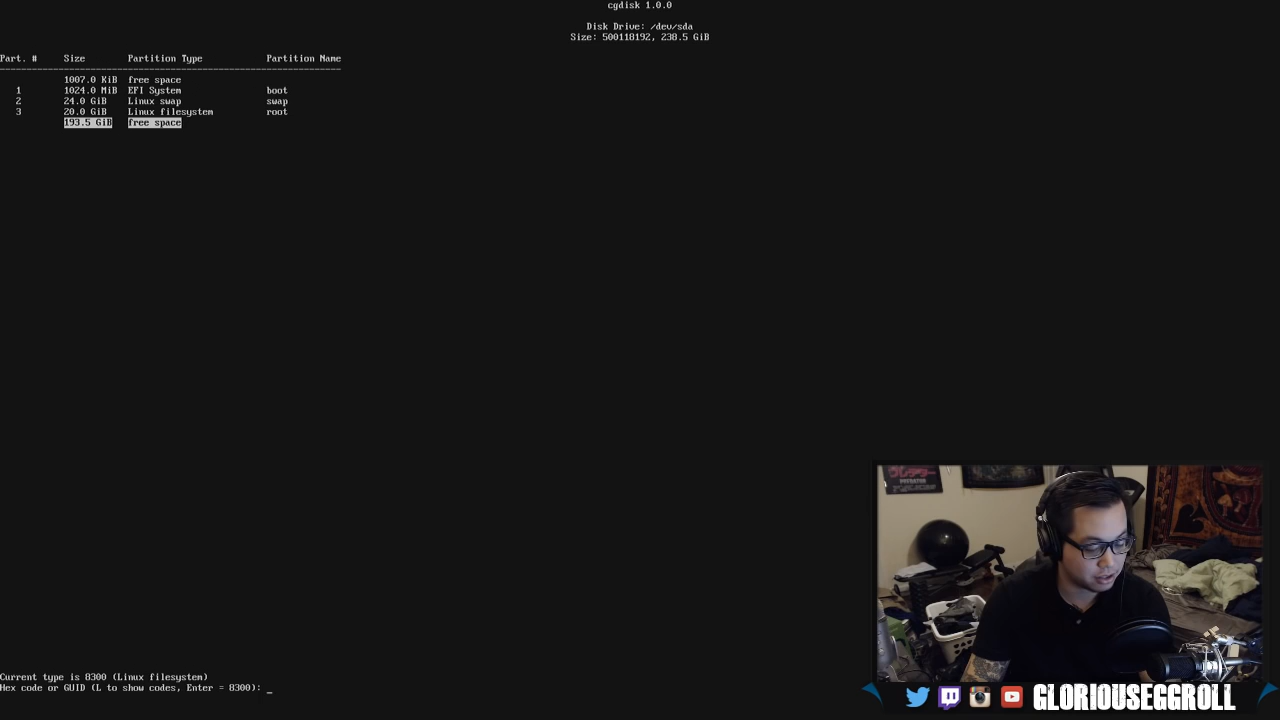 cgdisk 1.0.0
Disk Drive: /dev/sda
Size: 500118192, 238.5 GiB
Part. # Size Partition Type Partition Name
1007.0 KiB free space
1 1024.0 MiB EFI System boot
2 24.0 GiB Linux swap swap
3 20.0 GiB Linux filesystem root
193.5 GiB free space
Current type is 8300 (Linux filesystem)
Hex code or GUID (L to show codes, Enter = 8300): _
GLORIOUSEGGROLL